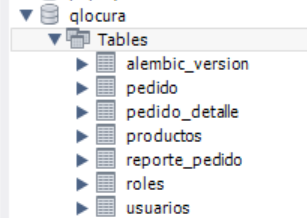 qlocura
Tables
alembic_version
pedido
pedido_detalle
productos
reporte_pedido
roles
usuarios